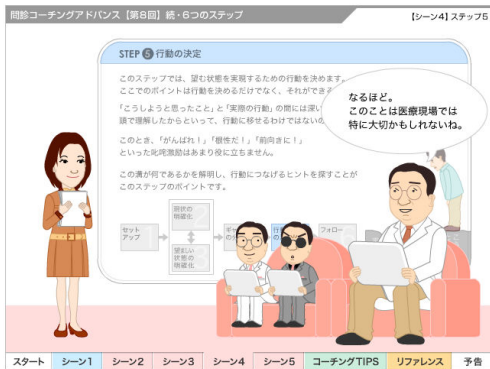 問診コーチングアドバンス【第8回】続・6つのステップ
【シーン4】ステップ5
STEP 5 行動の決定
このステップでは、望む状態を実現するための行動を決めます。
ここでのポイントは行動を決めるだけでなく、それができ
「こうしようと思ったこと」と「実際の行動」の間には深い
頭で理解したからといって、行動に移せるわけではない
このとき、「がんばれ！」「根性だ！」「前向きに！」
といった叱咤激励はあまり役に立ちません。
この溝が何であるかを解明し、行動につなげるヒントを探すことが
このステップのポイントです。
なるほど。
このことは医療現場では
特に大切かもしれないね。
セット
アップ
1
現状の
明確化
2
望ましい
状態の
明確化
3
フォロー
スタート
シーン1
シーン2
シーン3
シーン4
シーン5
コーチングTIPS
リファレンス
予告